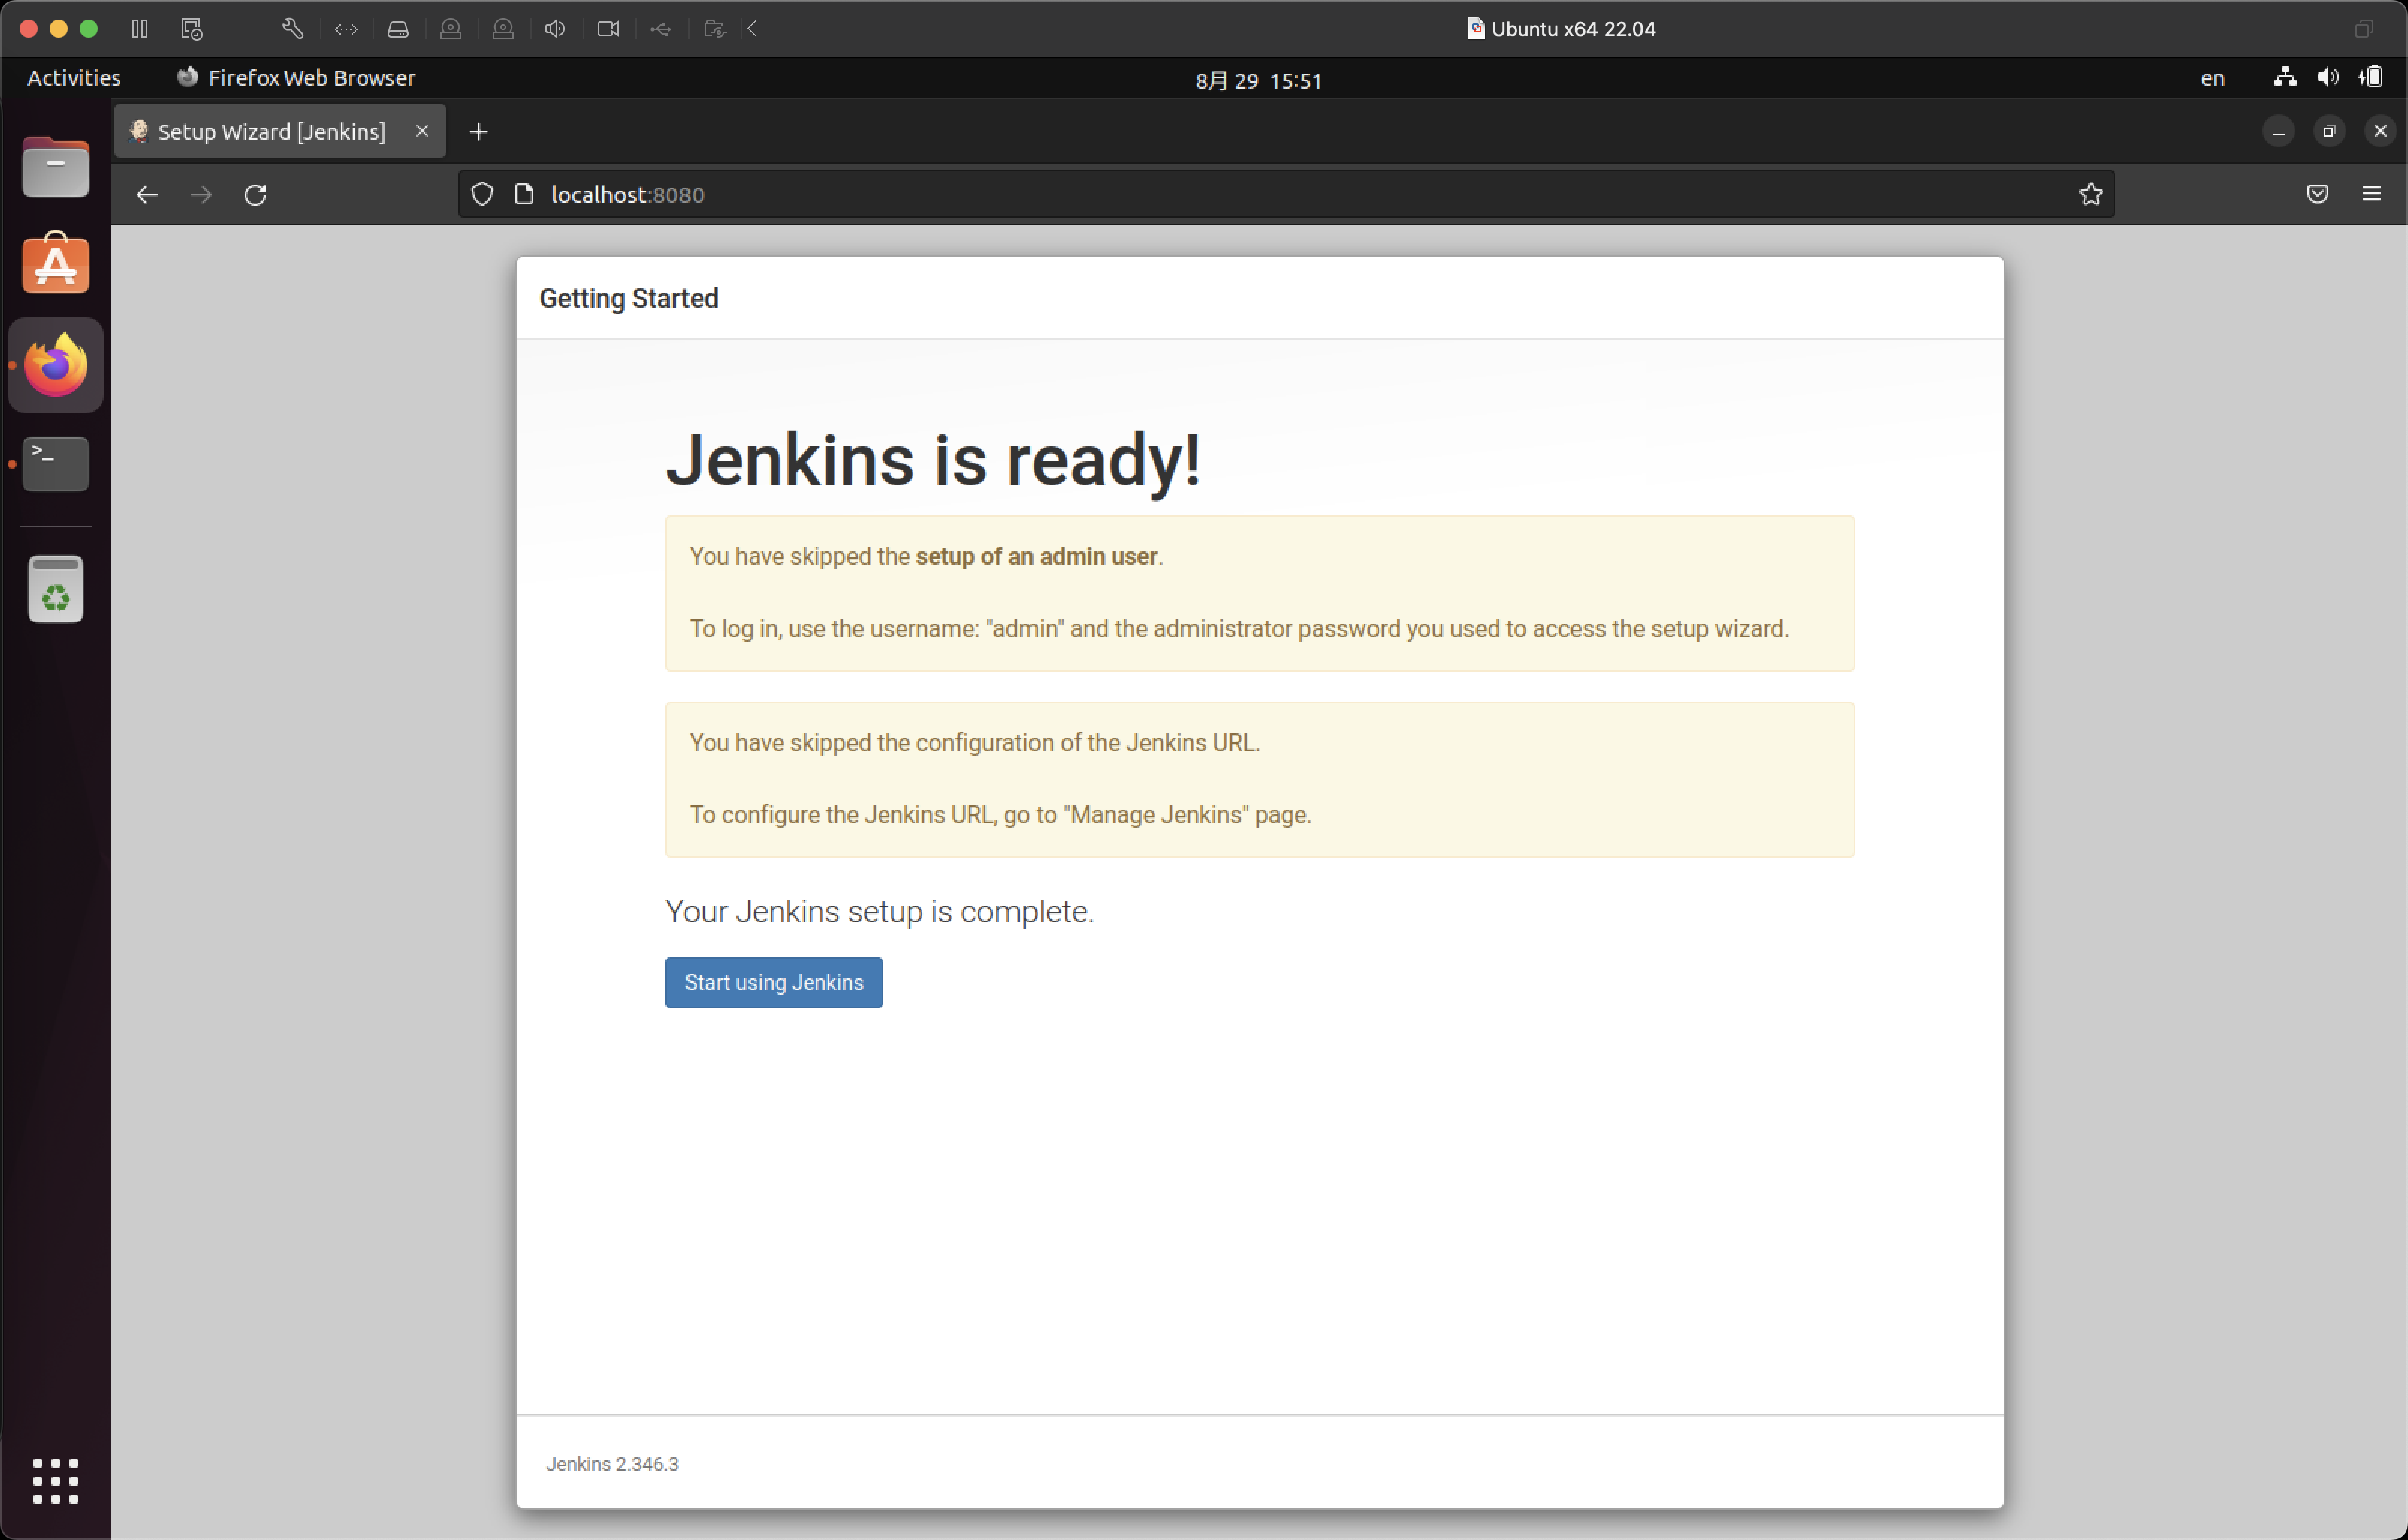 Ubuntu x64 22.04
Activities
Firefox Web Browser
8月 29 15:51
en
Setup Wizard [Jenkins]
localhost:8080
Getting Started
Jenkins is ready!
You have skipped the setup of an admin user.
To log in, use the username: "admin" and the administrator password you used to access the setup wizard.
You have skipped the configuration of the Jenkins URL.
To configure the Jenkins URL, go to "Manage Jenkins" page.
Your Jenkins setup is complete.
Start using Jenkins
Jenkins 2.346.3